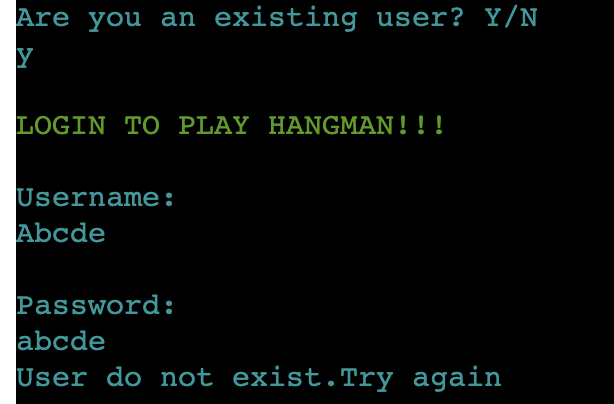 Are you an existing user? Y/N
y
LOGIN TO PLAY HANGMAN!!!
Username:
Abcde
Password:
abcde
User do not exist.Try again